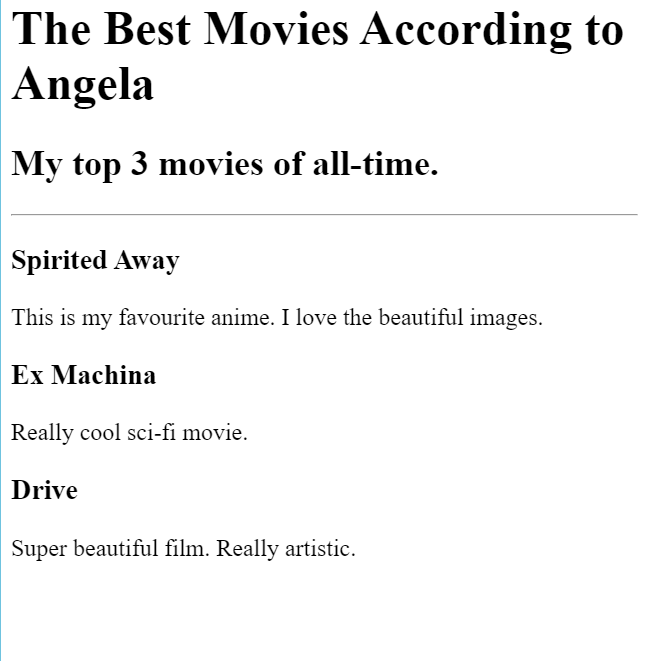 The Best Movies According to
Angela
My top 3 movies of all-time.
Spirited Away
This is my favourite anime. I love the beautiful images.
Ex Machina
Really cool sci-fi movie.
Drive
Super beautiful film. Really artistic.